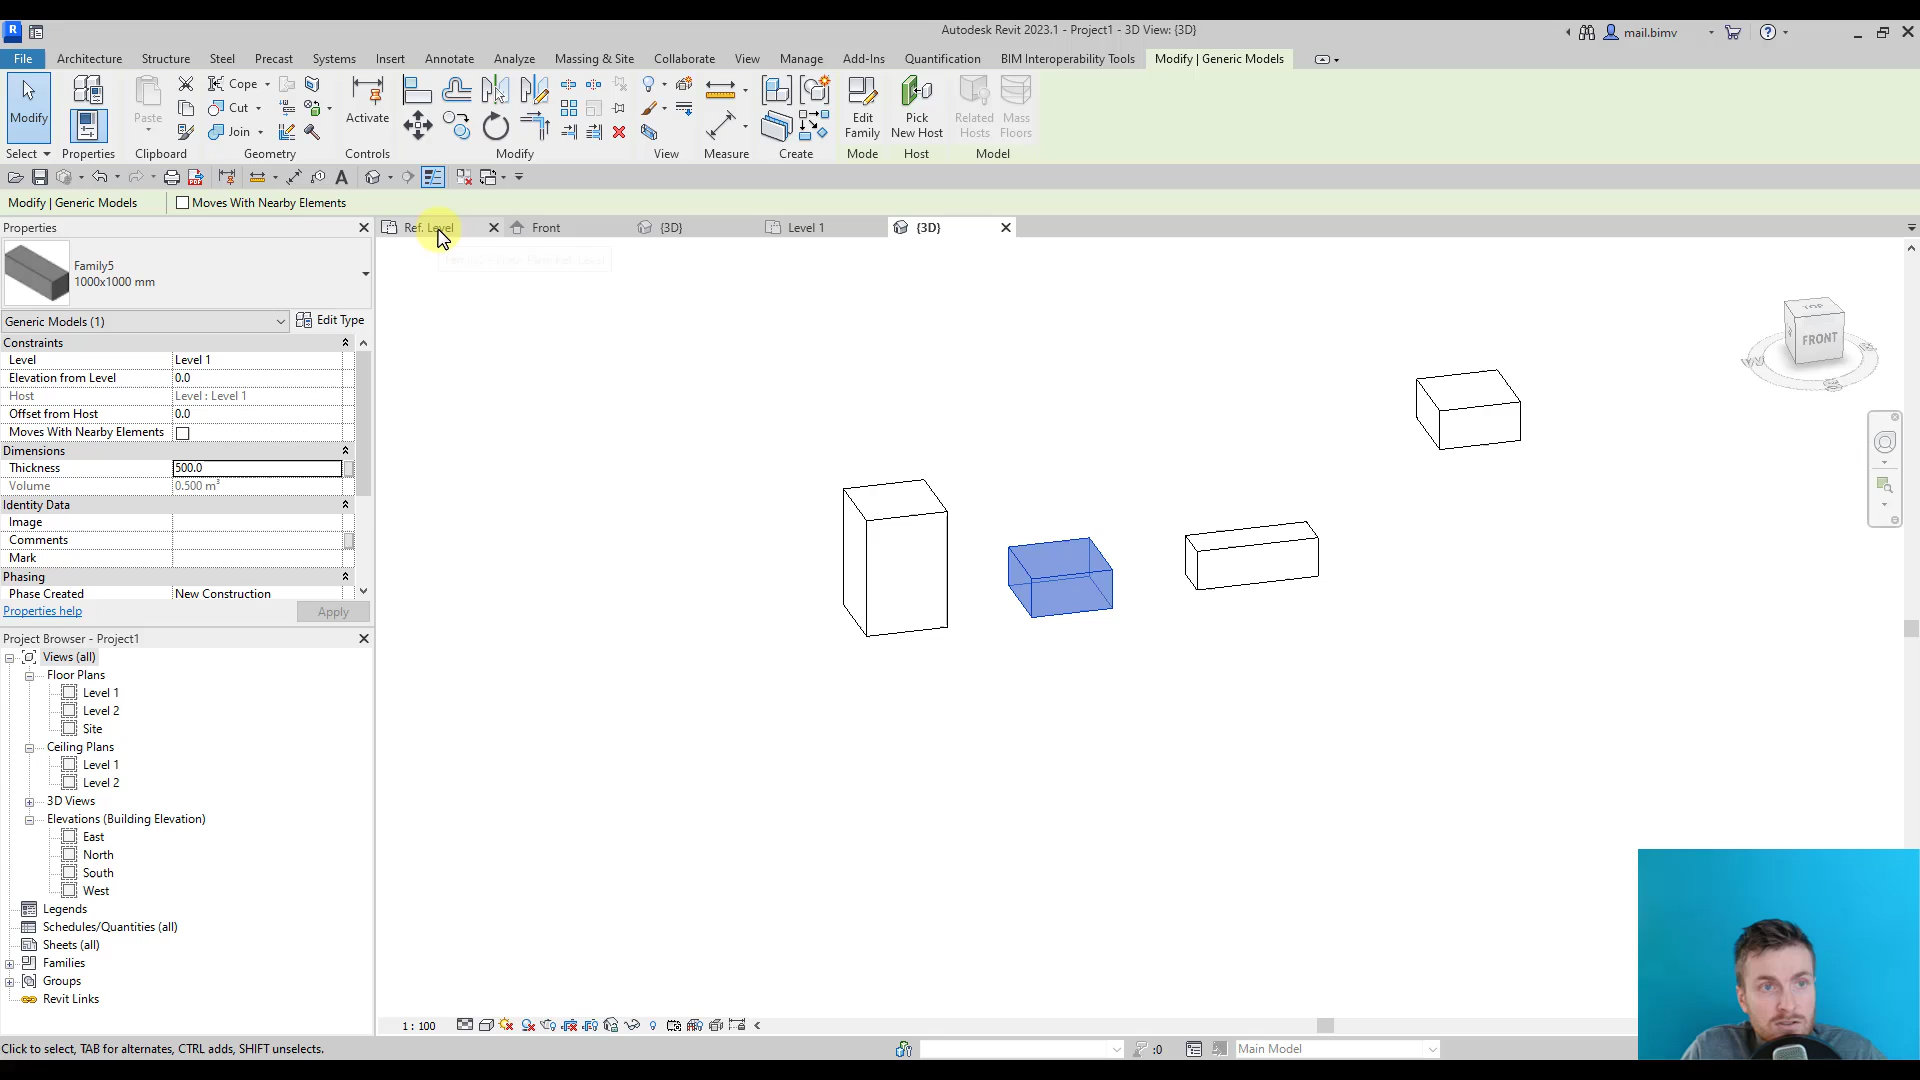 Autodesk Revit 2023.1 - Project1 - 3D View: {3D}
mail.bimv
File Architecture Structure Steel Precast Systems Insert Annotate Analyze Massing & Site Collaborate View Manage Add-Ins Quantification BIM Interoperability Tools Modify | Generic Models
Modify
Paste
Cope
Cut
Join
Activate
Edit Family
Pick New Host
Related Hosts
Mass Floors
Select Properties Clipboard Geometry Controls Modify View Measure Create Mode Host Model
Modify | Generic Models Moves With Nearby Elements
Properties
Ref. Level Front {3D} Level 1 {3D}
Family5
1000x1000 mm
Generic Models (1) Edit Type
Constraints
Level Level 1
Elevation from Level 0.0
Host Level : Level 1
Offset from Host 0.0
Moves With Nearby Elements
Dimensions
Thickness 500.0
Volume 0.500 m³
Identity Data
Image
Comments
Mark
Phasing
Phase Created New Construction
Properties help Apply
Project Browser - Project1
Views (all)
Floor Plans
Level 1
Level 2
Site
Ceiling Plans
Level 1
Level 2
3D Views
Elevations (Building Elevation)
East
North
South
West
Legends
Schedules/Quantities (all)
Sheets (all)
Families
Groups
Revit Links
TOP
FRONT
1 : 100
Click to select, TAB for alternates, CTRL adds, SHIFT unselects.
:0
Main Model